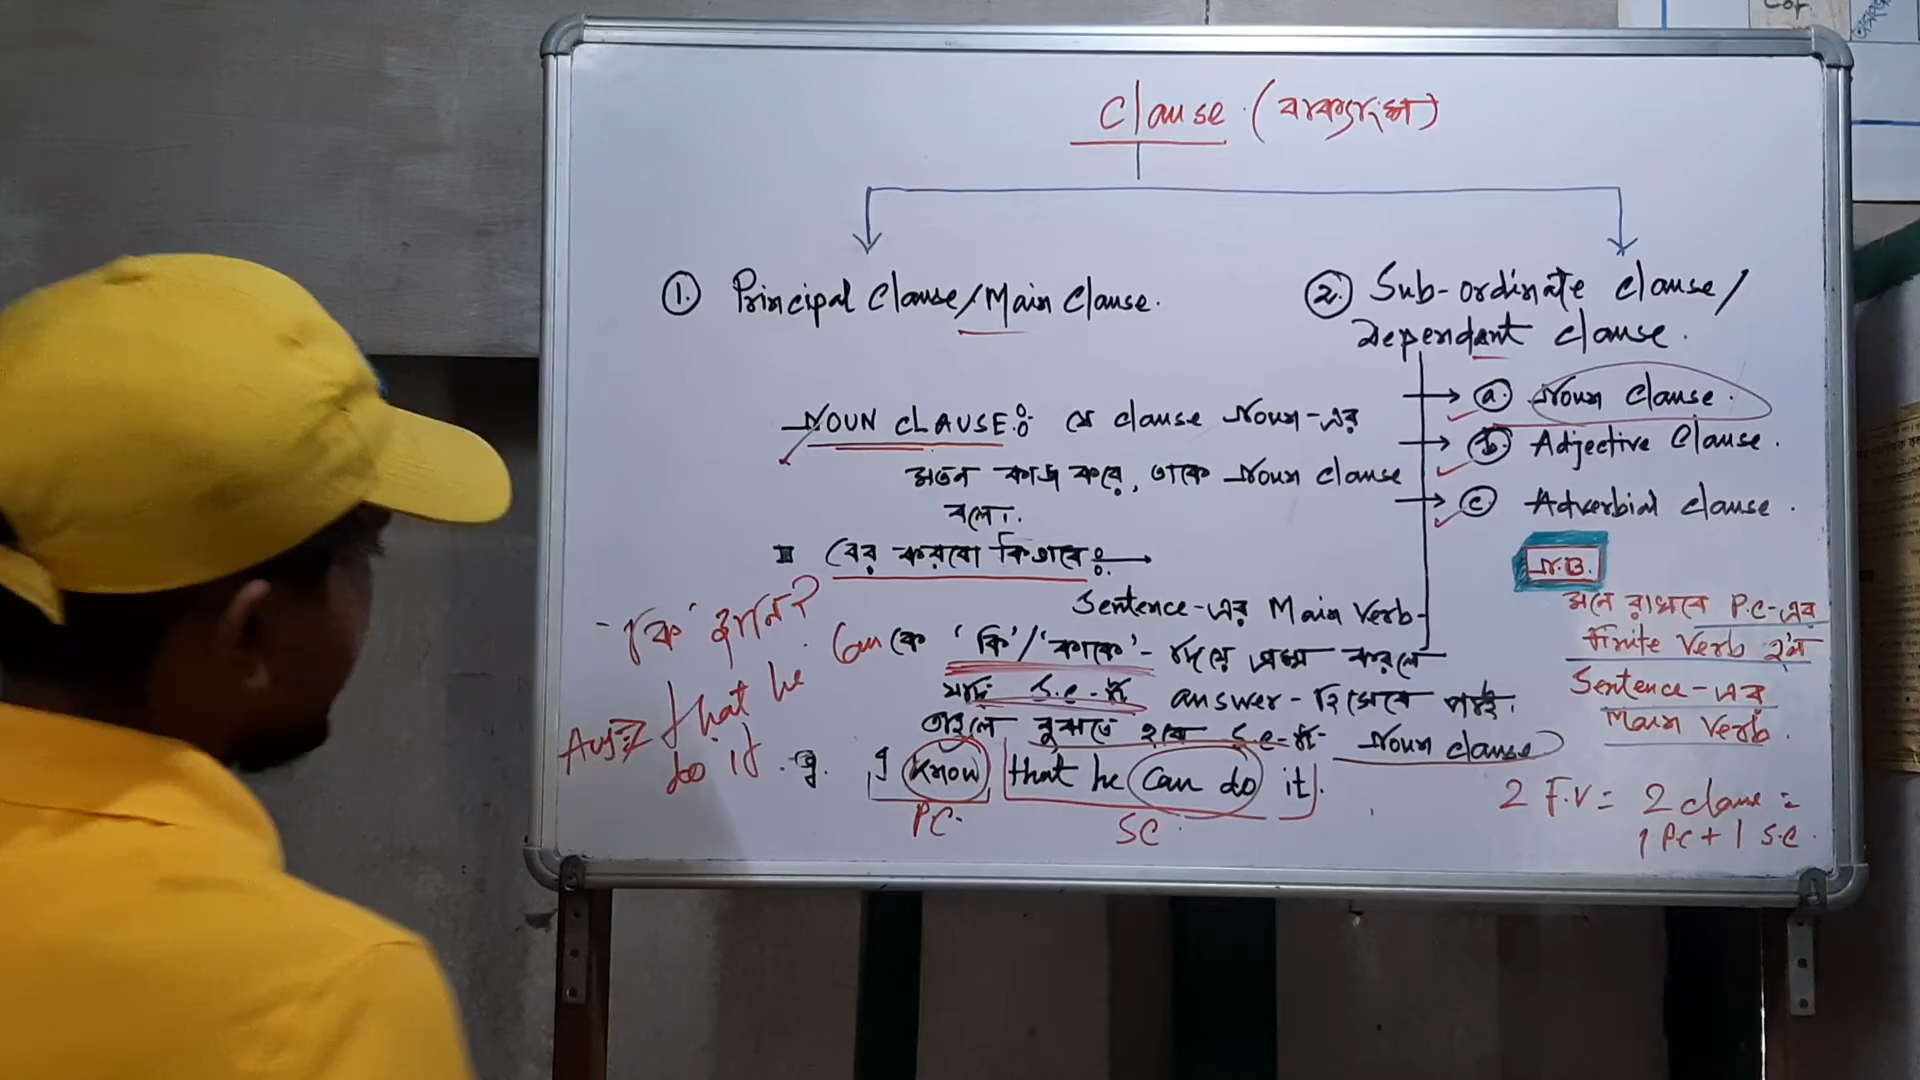 Clause. (বাক্যাংশ)
① Principal Clause/Main Clause.
② Sub-ordinate clause/
Dependant clause.
→ ⓐ Noun Clause.
→ ⓑ Adjective Clause.
→ ⓒ Adverbial clause.
NOUN CLAUSE: যে clause Noun-এর
মতন কাজ করে, তাকে Noun clause
বলে।
বের করবো কিভাবে:→
Sentence-এর Main Verb-
কে 'কি'/'কাকে'- দিয়ে প্রশ্ন করলে
যদি S.C-কে answer- হিসেবে পাই
তাহলে বুঝতে হবে S.C-টি Noun clause
e.g. I know that he can do it.
PC. SC.
- 'কি' জানি?
Ans⇒ that he can
do it
N.B.
মনে রাখবে P.C-এর
Finite Verb হল
Sentence-এর
Main Verb.
2 F.V = 2 clause =
1 PC + 1 S.C.
Cor.